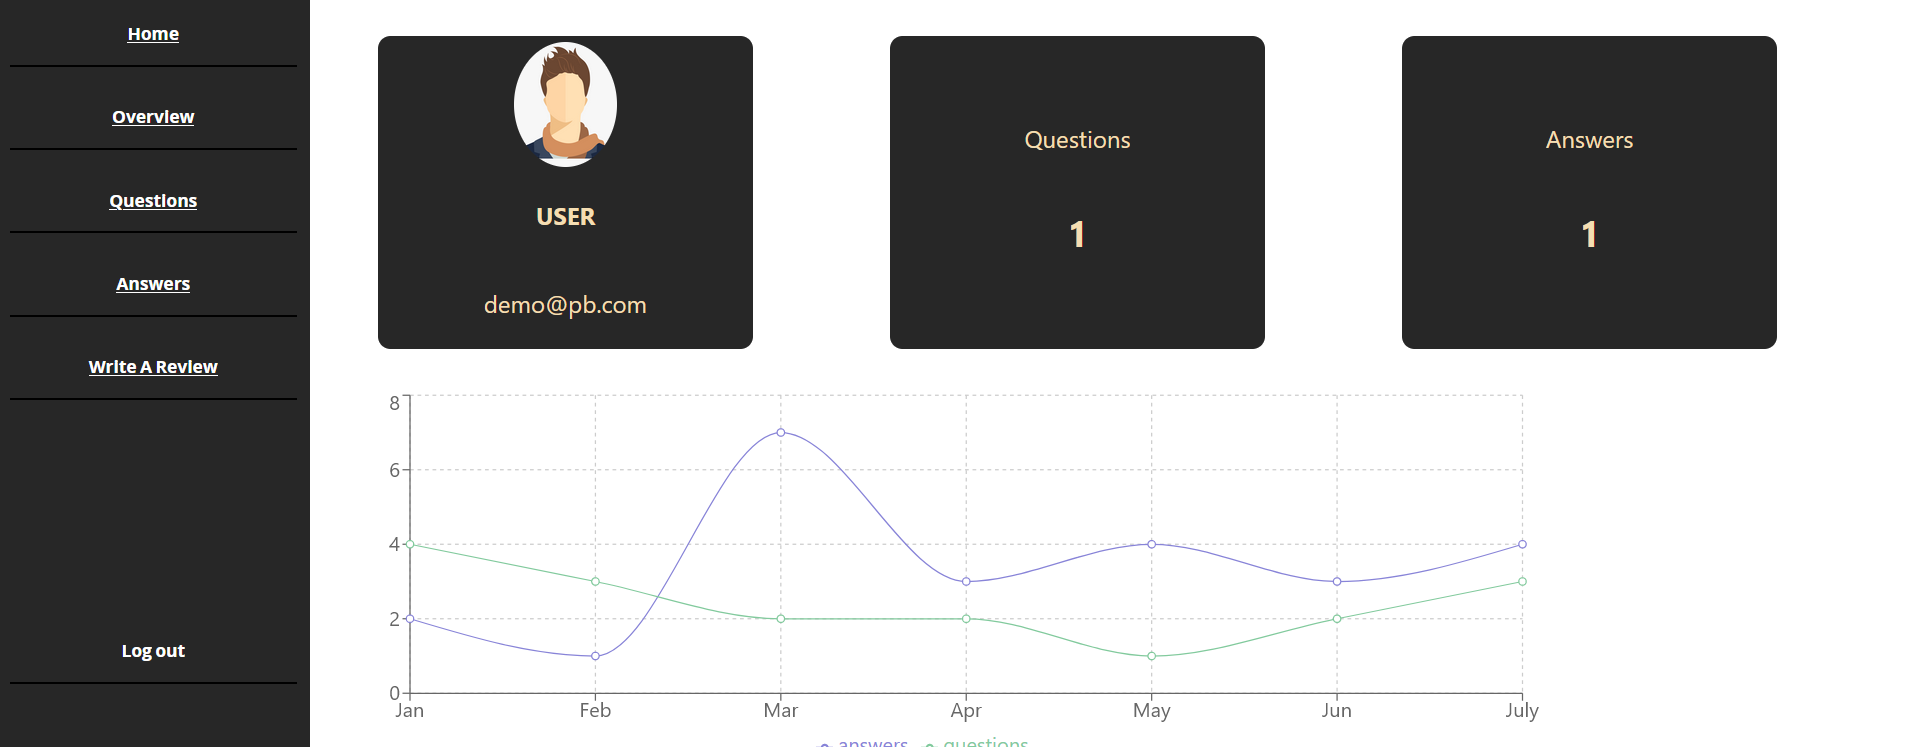 Home
Overview
Questions
Answers
Write A Review
Log out
USER
demo@pb.com
Questions
1
Answers
1
8
6
4
2
0
Jan Feb Mar Apr May Jun July
answers questions